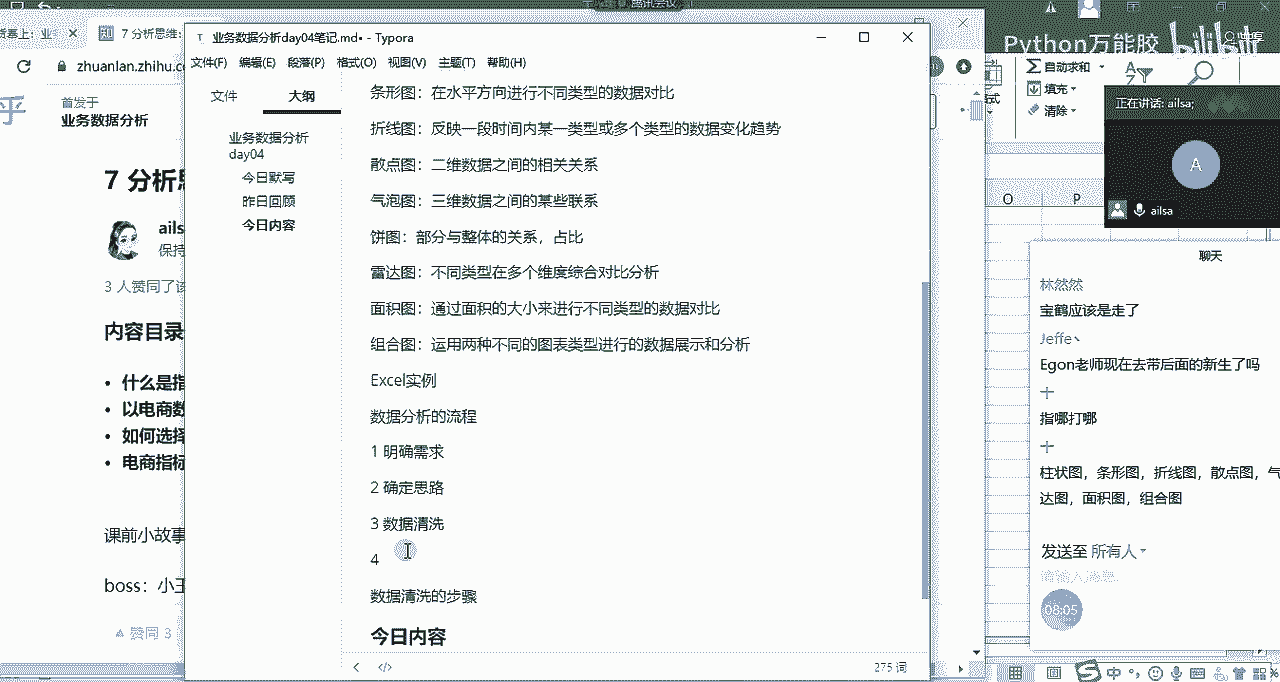 腾讯会议
7 分析思维:
zhuanlan.zhihu.c
首发于
业务数据分析
7 分析
ails
保持
3 人赞同了该
内容目录
• 什么是指
• 以电商数
• 如何选择
• 电商指标
课前小故事
boss：小王
赞同 3
业务数据分析day04笔记.md• - Typora
文件(F) 编辑(E) 段落(P) 格式(O) 视图(V) 主题(T) 帮助(H)
文件 大纲
业务数据分析
day04
今日默写
昨日回顾
今日内容
条形图：在水平方向进行不同类型的数据对比
折线图：反映一段时间内某一类型或多个类型的数据变化趋势
散点图：二维数据之间的相关关系
气泡图：三维数据之间的某些联系
饼图：部分与整体的关系，占比
雷达图：不同类型在多个维度综合对比分析
面积图：通过面积的大小来进行不同类型的数据对比
组合图：运用两种不同的图表类型进行的数据展示和分析
Excel实例
数据分析的流程
1 明确需求
2 确定思路
3 数据清洗
4
数据清洗的步骤
今日内容
275 词
Python万能胶 bilibili
自动求和
填充
清除
O P
正在讲话: ailsa;
A
ailsa
聊天
林然然
宝鹤应该是走了
Jeffe丶
Egon老师现在去带后面的新生了吗
十
指哪打哪
十
柱状图，条形图，折线图，散点图，气
达图，面积图，组合图
发送至 所有人
请输入消息
08:05
中